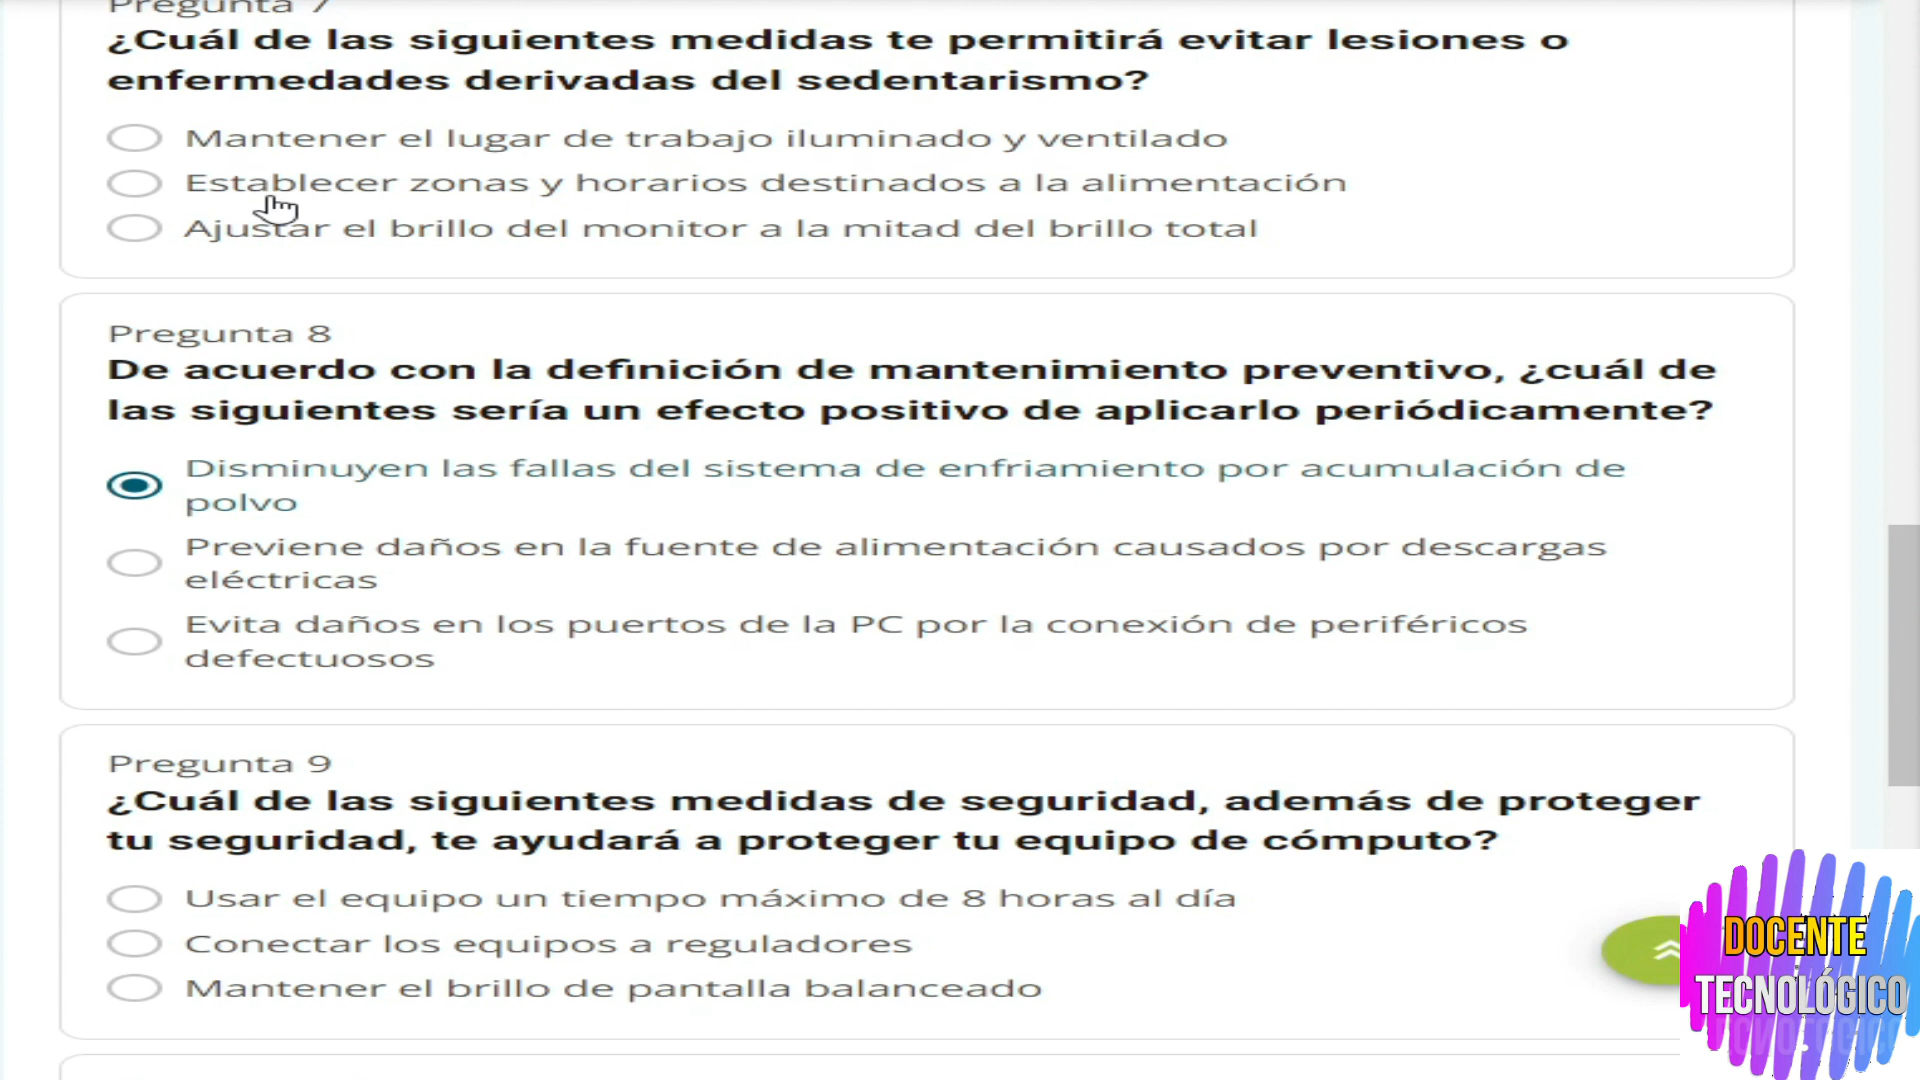 Pregunta 7
¿Cuál de las siguientes medidas te permitirá evitar lesiones o
enfermedades derivadas del sedentarismo?
Mantener el lugar de trabajo iluminado y ventilado
Establecer zonas y horarios destinados a la alimentación
Ajustar el brillo del monitor a la mitad del brillo total
Pregunta 8
De acuerdo con la definición de mantenimiento preventivo, ¿cuál de
las siguientes sería un efecto positivo de aplicarlo periódicamente?
Disminuyen las fallas del sistema de enfriamiento por acumulación de
polvo
Previene daños en la fuente de alimentación causados por descargas
eléctricas
Evita daños en los puertos de la PC por la conexión de periféricos
defectuosos
Pregunta 9
¿Cuál de las siguientes medidas de seguridad, además de proteger
tu seguridad, te ayudará a proteger tu equipo de cómputo?
Usar el equipo un tiempo máximo de 8 horas al día
Conectar los equipos a reguladores
Mantener el brillo de pantalla balanceado
DOCENTE
TECNOLÓGICO